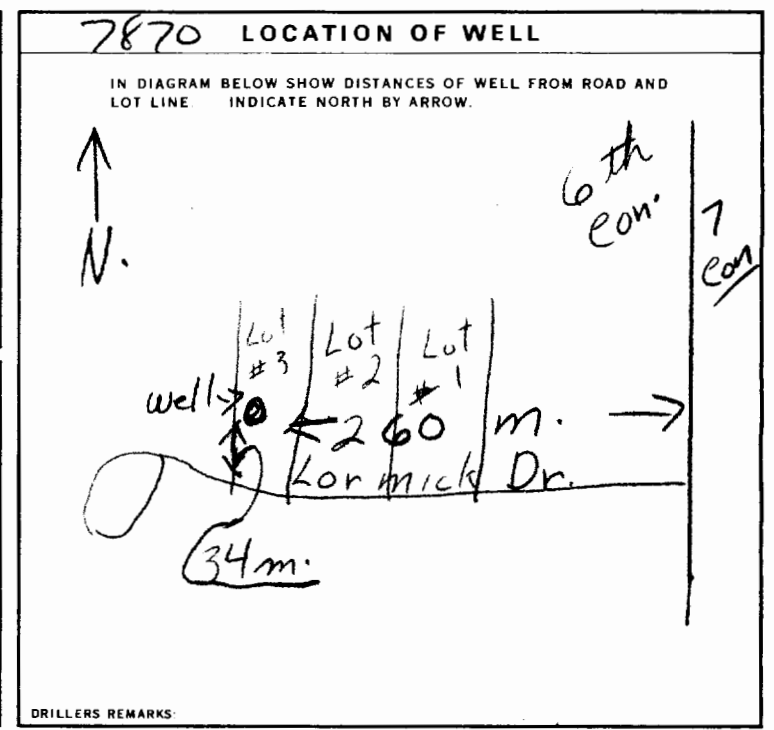 7870 LOCATION OF WELL
IN DIAGRAM BELOW SHOW DISTANCES OF WELL FROM ROAD AND
LOT LINE. INDICATE NORTH BY ARROW.
N.
6th
con.
7
con
Lot
#3
Lot
#2
Lot
#1
well
260 m.
Lormick Dr.
34m.
DRILLERS REMARKS: